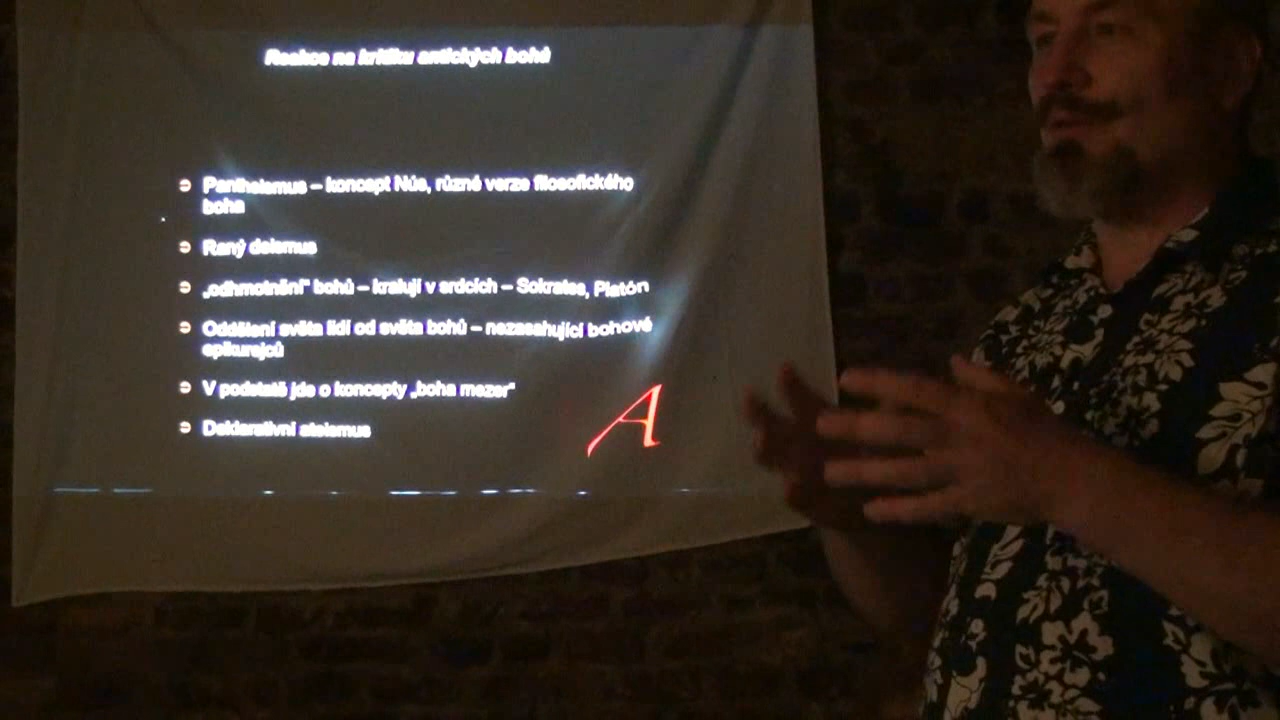 Reakce na kritiku antických bohů
Pantheismus – koncept Nús, různé verze filosofického
boha
Raný deismus
„odhmotnění“ bohů – kralují v srdcích – Sokrates, Platón
Oddělení světa lidí od světa bohů – nezasahující bohové
epikurejců
V podstatě jde o koncepty „boha mezer“
Deklarativní ateismus
A